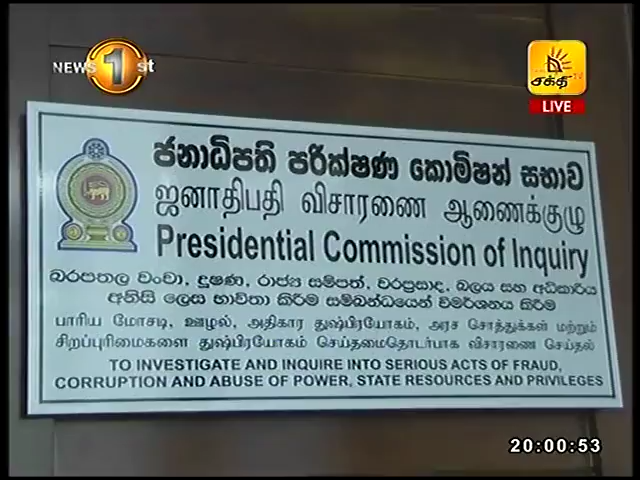 NEWS 1st
சக்தி TV
LIVE
ජනාධිපති පරීක්ෂණ කොමිෂන් සභාව
ஜனாதிபதி விசாரணை ஆணைக்குழு
Presidential Commission of Inquiry
බරපතල වංචා, දූෂණ, රාජ්‍ය සම්පත්, වරප්‍රසාද, බලය සහ අධිකාරිය
අනිසි ලෙස භාවිතා කිරීම සම්බන්ධයෙන් විමර්ශනය කිරීම
பாரிய மோசடி, ஊழல், அதிகார துஷ்பிரயோகம், அரச சொத்துக்கள் மற்றும்
சிறப்புரிமைகளை துஷ்பிரயோகம் செய்தமைதொடர்பாக விசாரணை செய்தல்
TO INVESTIGATE AND INQUIRE INTO SERIOUS ACTS OF FRAUD,
CORRUPTION AND ABUSE OF POWER, STATE RESOURCES AND PRIVILEGES
20:00:53